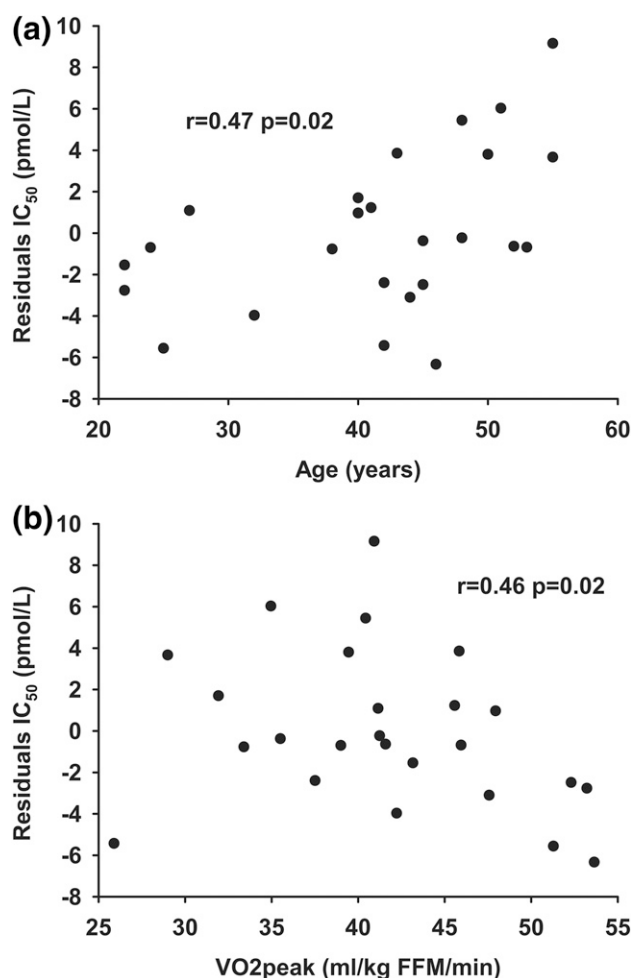 (a)
10
8
6
4
2
0
-2
-4
-6
-8
Residuals IC50 (pmol/L)
r=0.47 p=0.02
20 30 40 50 60
Age (years)
(b)
10
8
6
4
2
0
-2
-4
-6
-8
Residuals IC50 (pmol/L)
r=0.46 p=0.02
25 30 35 40 45 50 55
VO2peak (ml/kg FFM/min)